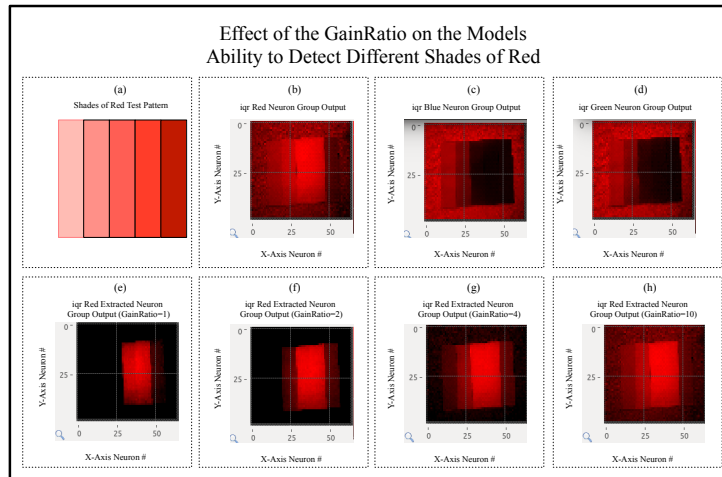 Effect of the GainRatio on the Models
Ability to Detect Different Shades of Red
(a)
Shades of Red Test Pattern
(b)
iqr Red Neuron Group Output
Y-Axis Neuron #
0
25
0 25 50
X-Axis Neuron #
(c)
iqr Blue Neuron Group Output
Y-Axis Neuron #
0
25
0 25 50
X-Axis Neuron #
(d)
iqr Green Neuron Group Output
Y-Axis Neuron #
0
25
0 25 50
X-Axis Neuron #
(e)
iqr Red Extracted Neuron
Group Output (GainRatio=1)
Y-Axis Neuron #
0
25
0 25 50
X-Axis Neuron #
(f)
iqr Red Extracted Neuron
Group Output (GainRatio=2)
Y-Axis Neuron #
0
25
0 25 50
X-Axis Neuron #
(g)
iqr Red Extracted Neuron
Group Output (GainRatio=4)
Y-Axis Neuron #
0
25
0 25 50
X-Axis Neuron #
(h)
iqr Red Extracted Neuron
Group Output (GainRatio=10)
Y-Axis Neuron #
0
25
0 25 50
X-Axis Neuron #